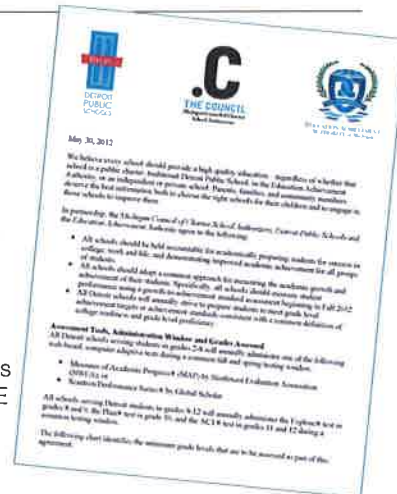 DETROIT
PUBLIC
SCHOOLS
.C
THE COUNCIL
May 30, 2012
We believe every school should provide a high quality education – regardless of whether that
school is a public charter, traditional Detroit Public School, in the Education Achievement
Authority, or an independent or private school. Parents, families, and community members
deserve the best information both to choose the right schools for their children and to engage in
those schools to improve them.
In partnership, the Michigan Council of Charter School Authorizers, Detroit Public Schools and
the Education Achievement Authority agree to the following:
• All schools should be held accountable for academically preparing students for success in
college, work and life, and demonstrating improved academic achievement for all groups
of students.
• All schools should adopt a common approach for measuring the academic growth and
achievement of their students. Specifically, all schools should measure student
performance using a growth-to-achievement standard assessment beginning in Fall 2012
• All Detroit schools will annually strive to prepare students to meet grade level
achievement targets or achievement standards consistent with a common definition of
college readiness and grade level proficiency.
Assessment Tools, Administration Window and Grades Assessed
All Detroit schools serving students in grades 2-8 will annually administer one of the following
web-based, computer adaptive tests during a common fall and spring testing window.
• Measures of Academic Progress® (MAP) by Northwest Evaluation Association
(NWEA); or
• Scantron Performance Series® by Global Scholar
All schools serving Detroit students in grades 8-12 will annually administer the Explore® test in
grades 8 and 9, the Plan® test in grade 10, and the ACT® test in grades 11 and 12 during a
common testing window.
The following chart identifies the minimum grade levels that are to be assessed as part of this
agreement.
S
E